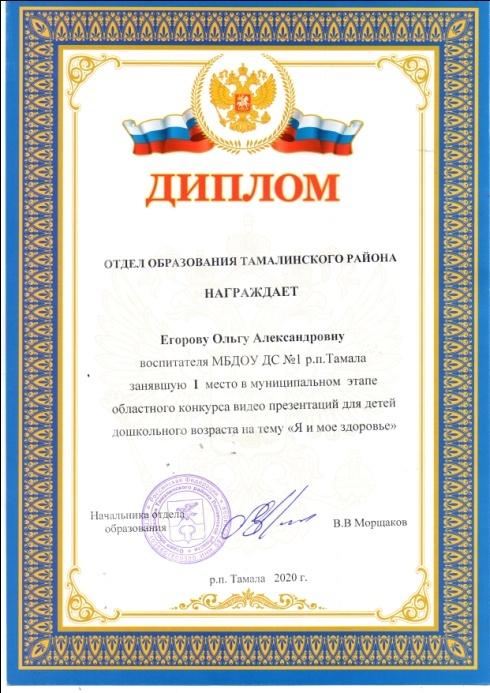 ДИПЛОМ
ОТДЕЛ ОБРАЗОВАНИЯ ТАМАЛИНСКОГО РАЙОНА
НАГРАЖДАЕТ
Егорову Ольгу Александровну
воспитателя МБДОУ ДС №1 р.п.Тамала
занявшую I место в муниципальном этапе
областного конкурса видео презентаций для детей
дошкольного возраста на тему «Я и мое здоровье»
Начальника отдела
образования
В.В Морщаков
р.п. Тамала 2020 г.